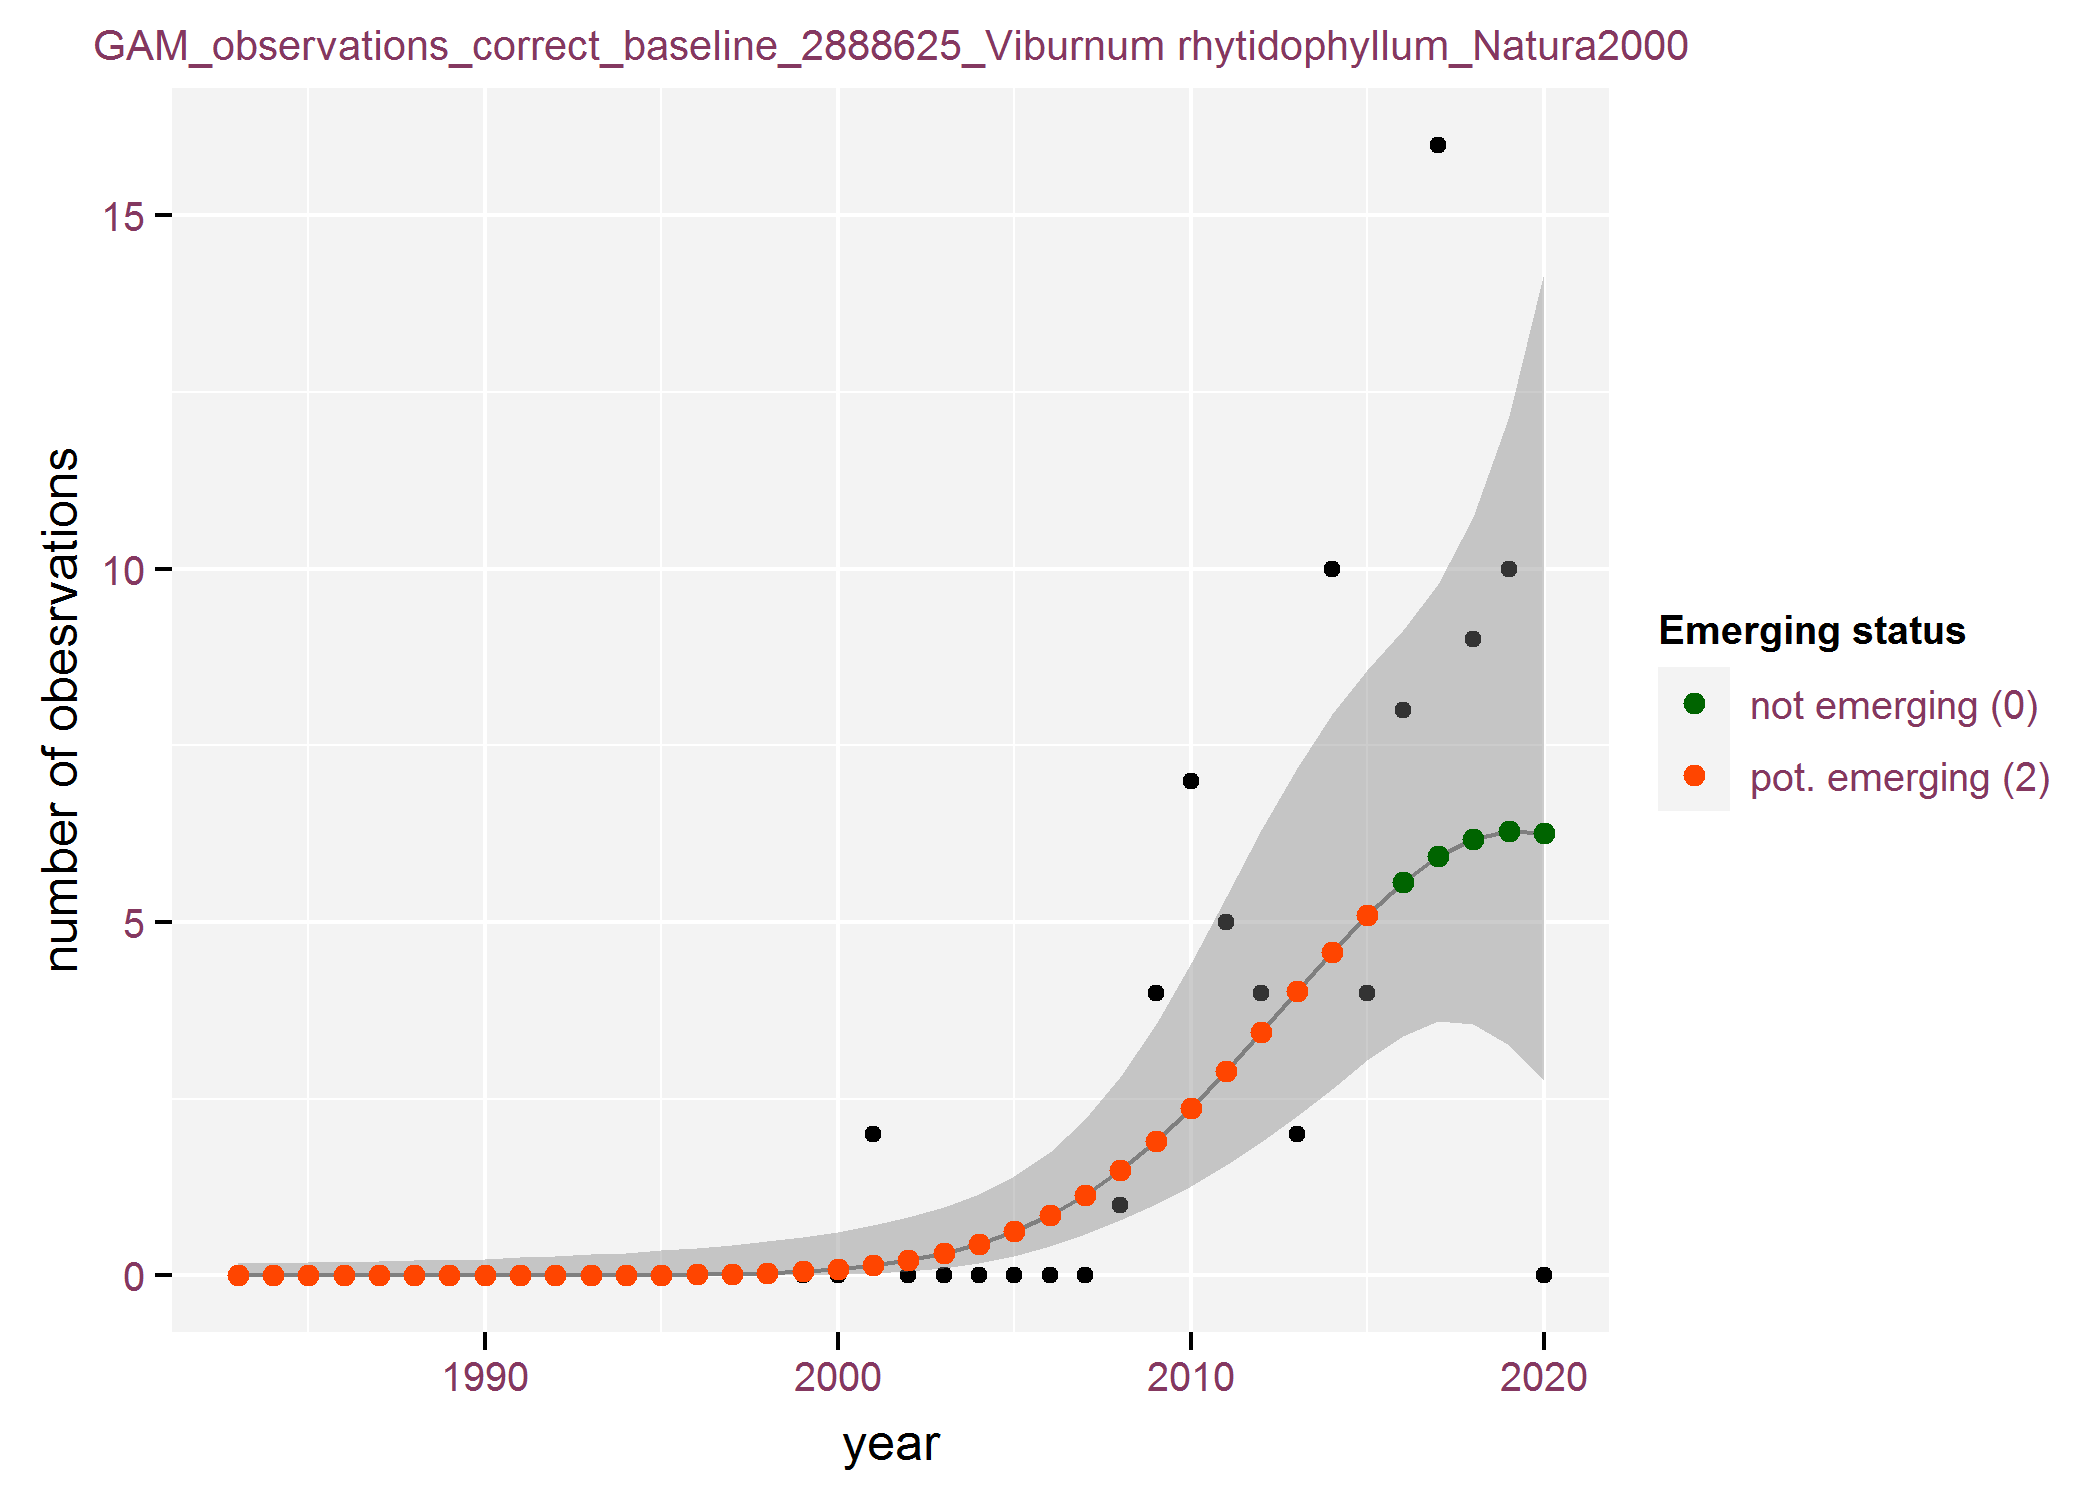 GAM_observations_correct_baseline_2888625_Viburnum rhytidophyllum_Natura2000
15
10
5
0
number of obesrvations
1990
2000
2010
2020
year
Emerging status
not emerging (0)
pot. emerging (2)